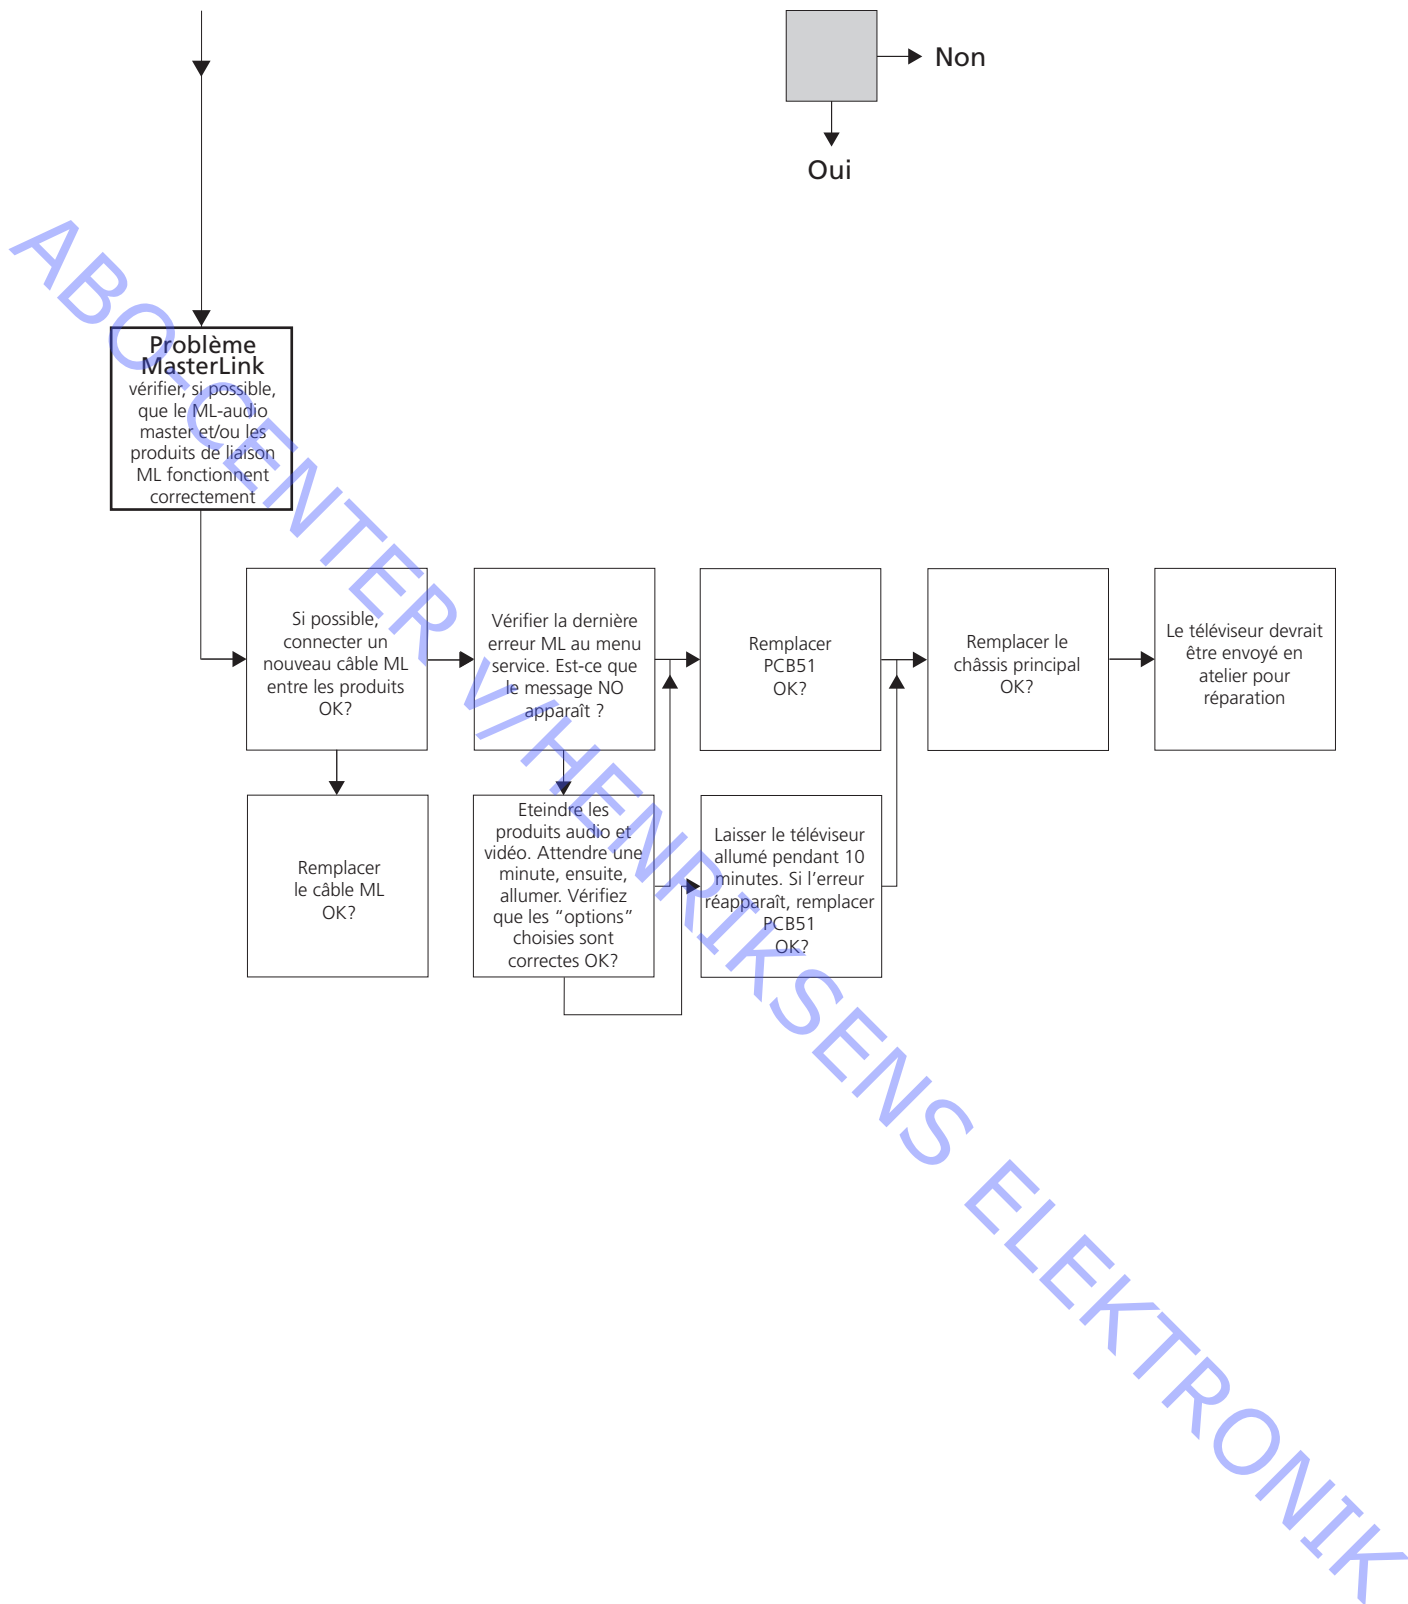 Non
Oui
Problème
MasterLink
vérifier, si possible,
que le ML-audio
master et/ou les
produits de liaison
ML fonctionnent
correctement
Si possible,
connecter un
nouveau câble ML
entre les produits
OK?
Vérifier la dernière
erreur ML au menu
service. Est-ce que
le message NO
apparaît ?
Remplacer
PCB51
OK?
Remplacer le
châssis principal
OK?
Le téléviseur devrait
être envoyé en
atelier pour
réparation
Remplacer
le câble ML
OK?
Eteindre les
produits audio et
vidéo. Attendre une
minute, ensuite,
allumer. Vérifiez
que les “options”
choisies sont
correctes OK?
Laisser le téléviseur
allumé pendant 10
minutes. Si l’erreur
réapparaît, remplacer
PCB51
OK?
ABO-CENTER V/HENRIKSENS ELEKTRONIK